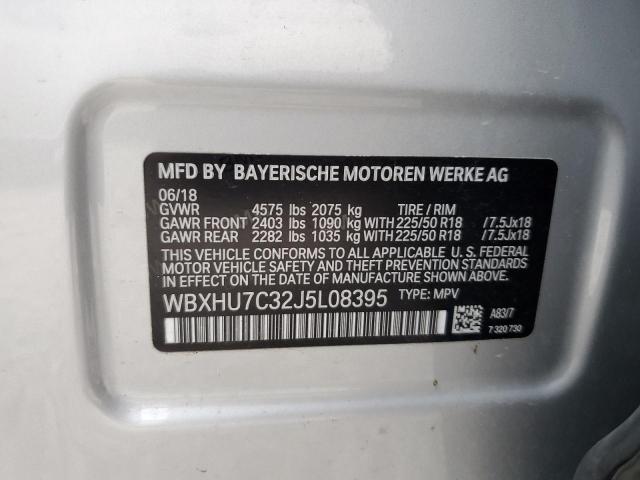 MFD BY BAYERISCHE MOTOREN WERKE AG
06/18
GVWR 4575 lbs 2075 kg TIRE / RIM
GAWR FRONT 2403 lbs 1090 kg WITH 225/50 R18 /7.5Jx18
GAWR REAR 2282 lbs 1035 kg WITH 225/50 R18 /7.5Jx18
THIS VEHICLE CONFORMS TO ALL APPLICABLE U. S. FEDERAL
MOTOR VEHICLE SAFETY, BUMPER, AND THEFT PREVENTION
STANDARDS IN EFFECT ON THE DATE OF MANUFACTURE SHOWN ABOVE.
WBXHU7C32J5L08395 TYPE: MPV
A83/7
7 320 730